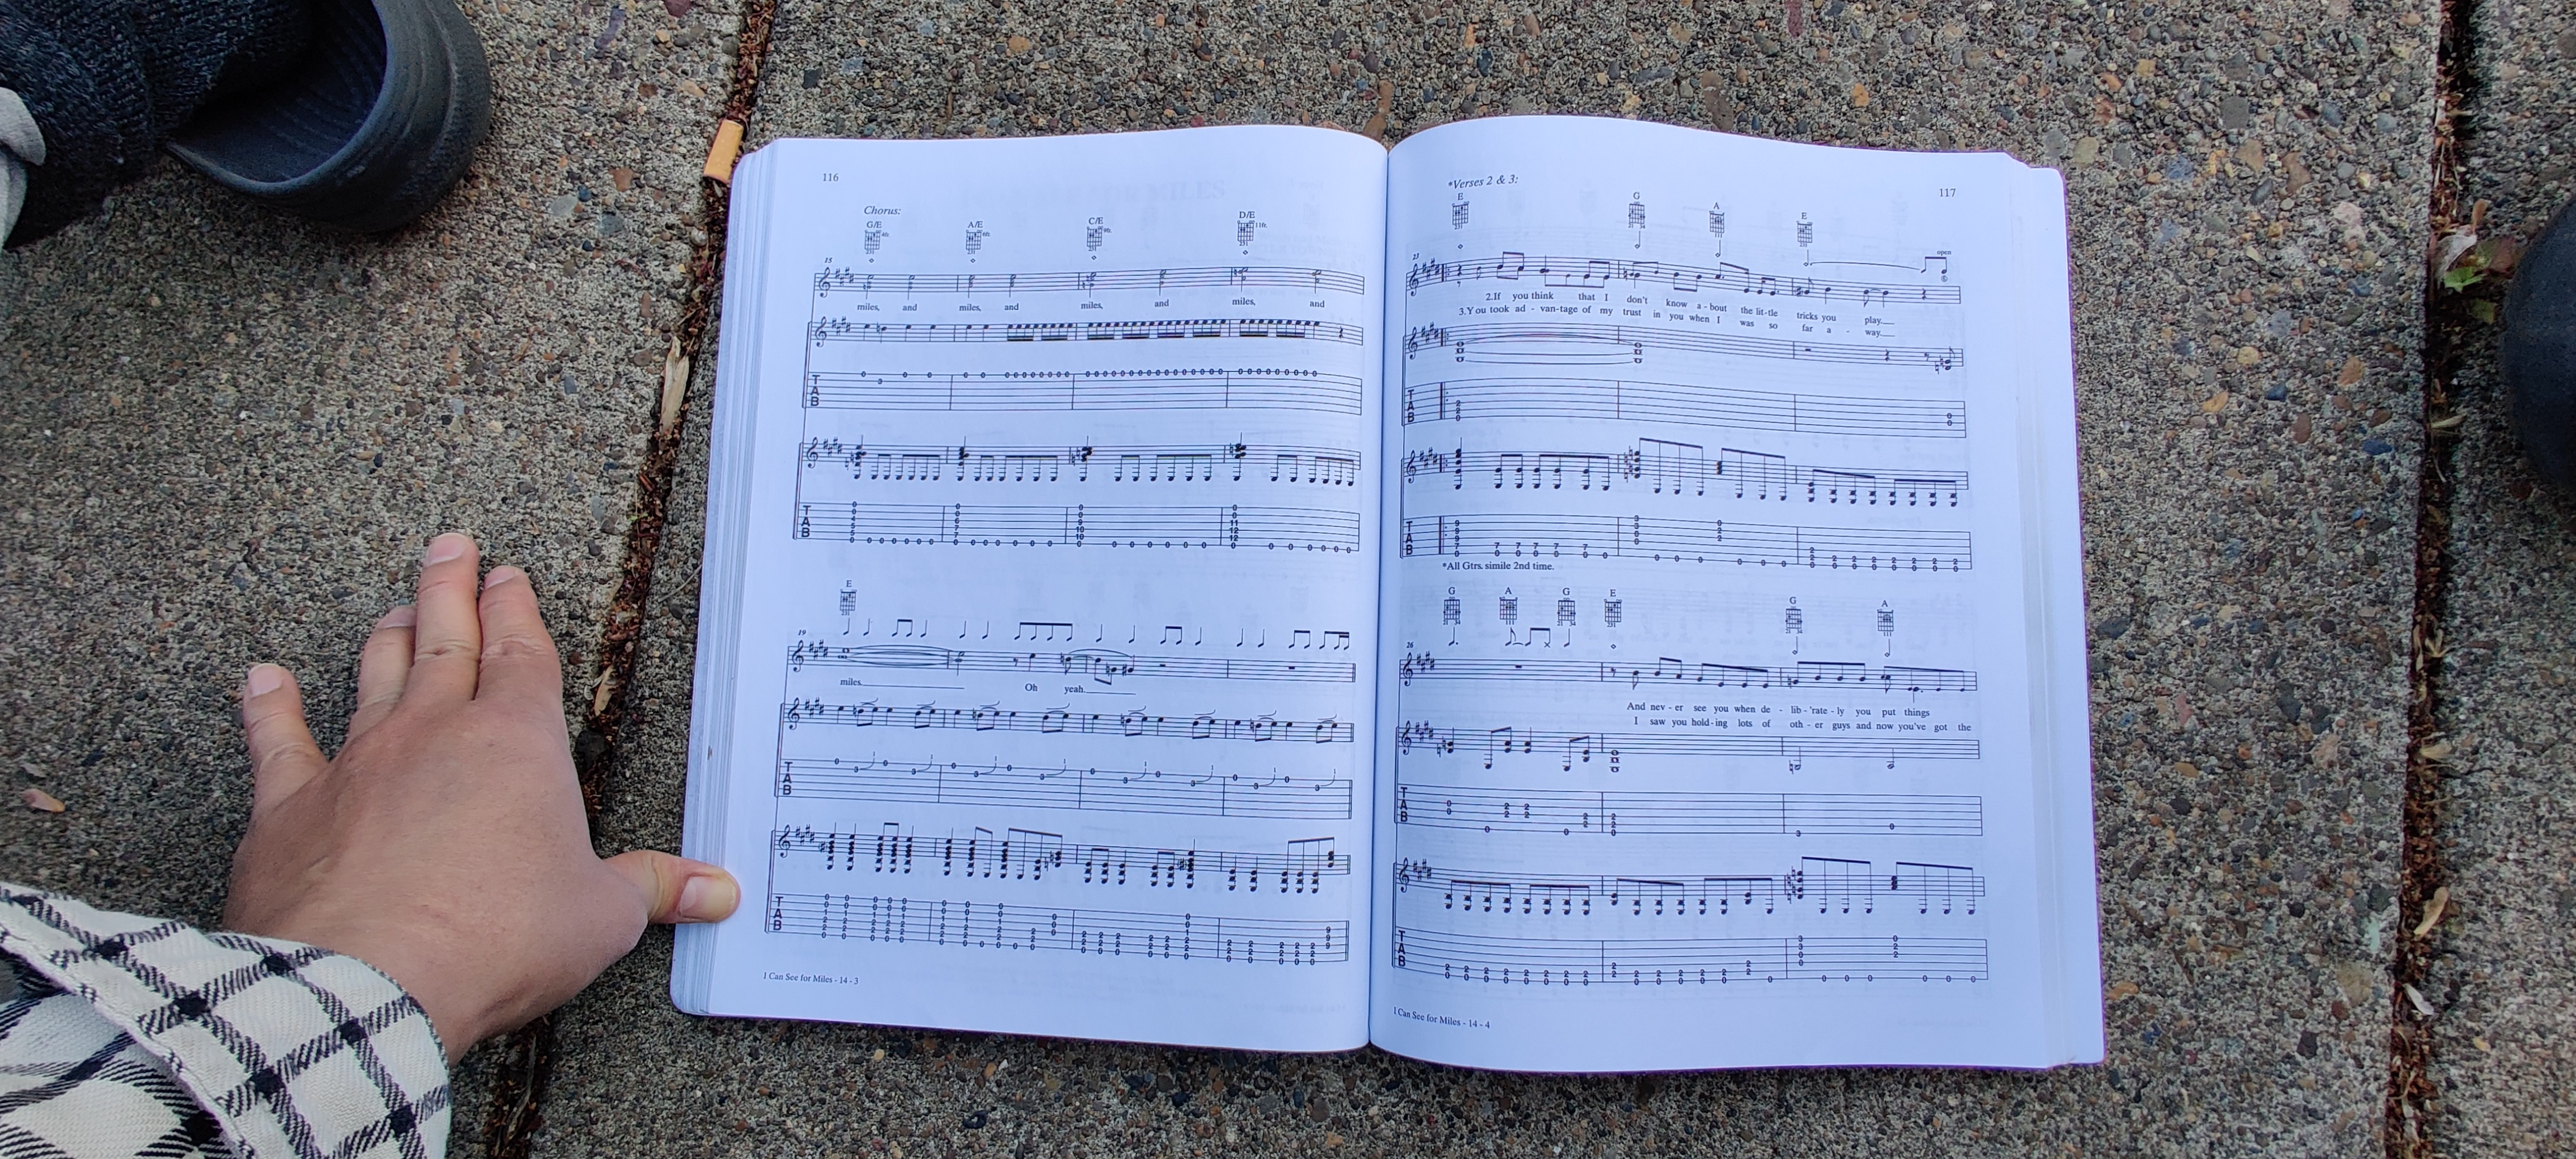 116
Chorus:
G/E A/E C/E D/E
15
miles, and miles, and miles, and miles, and
T
A
B
T
A
B
E
19
miles Oh yeah
T
A
B
T
A
B
I Can See for Miles - 14 - 3
117
*Verses 2 & 3:
E G A E
open
23
2.If you think that I don't know a - bout the lit-tle tricks you play
3.You took ad - van-tage of my trust in you when I was so far a - way
T
A
B
T
A
B
*All Gtrs. simile 2nd time.
G A G E G A
26
And nev - er see you when de - lib - 'rate - ly you put things
I saw you hold - ing lots of oth - er guys and now you've got the
T
A
B
T
A
B
I Can See for Miles - 14 - 4